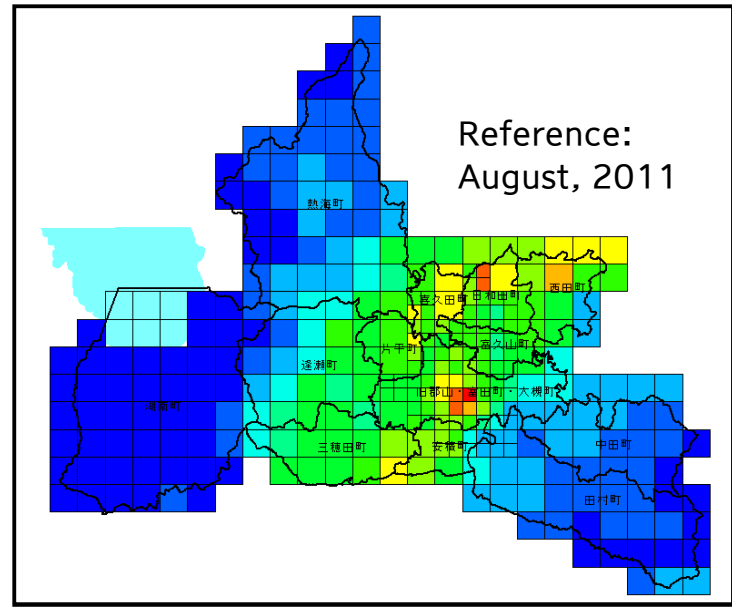 Reference:
August, 2011
熱海町
喜久田町
日和田町
西田町
逢瀬町
片平町
富久山町
湖南町
旧郡山・富田町・大槻町
三穂田町
安積町
中田町
田村町